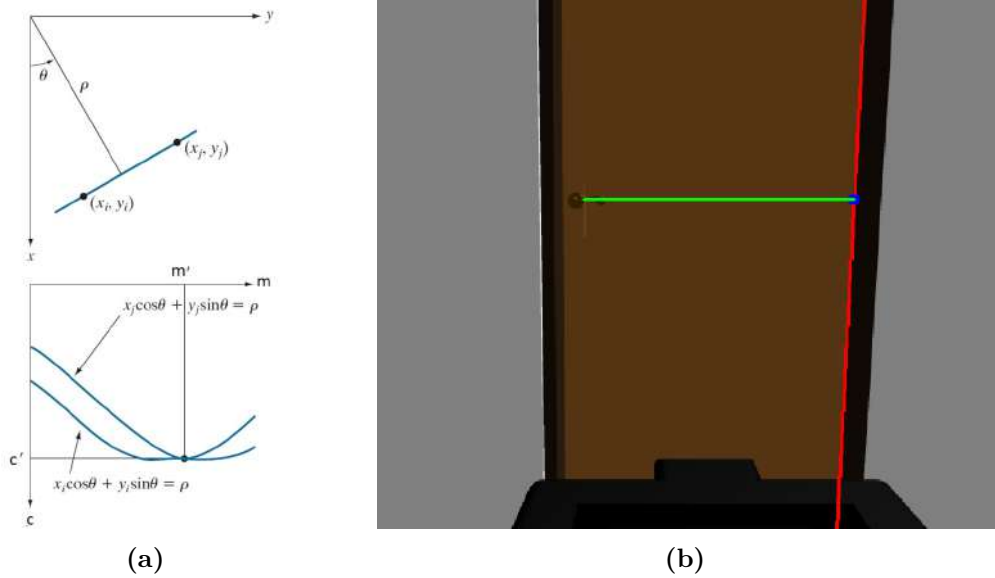 y
θ
ρ
(xⱼ, yⱼ)
(xᵢ, yᵢ)
x
m'
m
xⱼcosθ + yⱼsinθ = ρ
c'
xᵢcosθ + yᵢsinθ = ρ
c
(a)
(b)